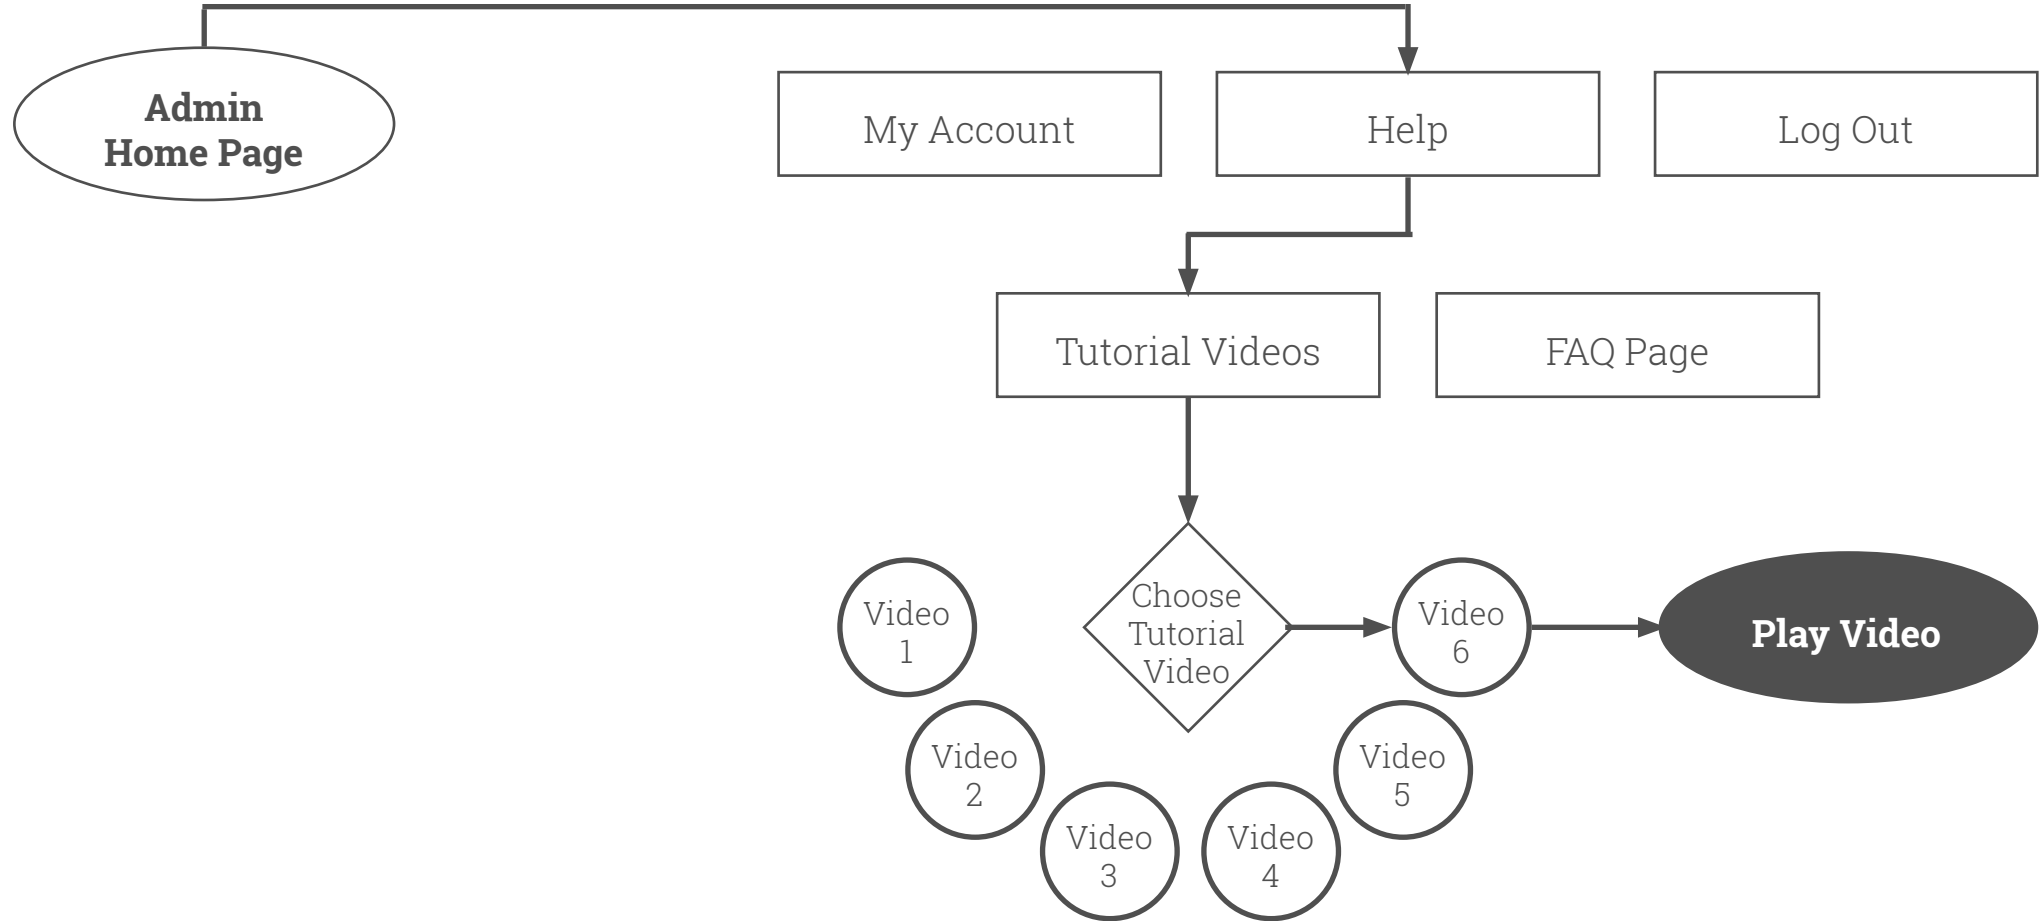 Admin
Home Page
My Account
Help
Log Out
Tutorial Videos
FAQ Page
Choose
Tutorial
Video
Video
1
Video
2
Video
3
Video
4
Video
5
Video
6
Play Video